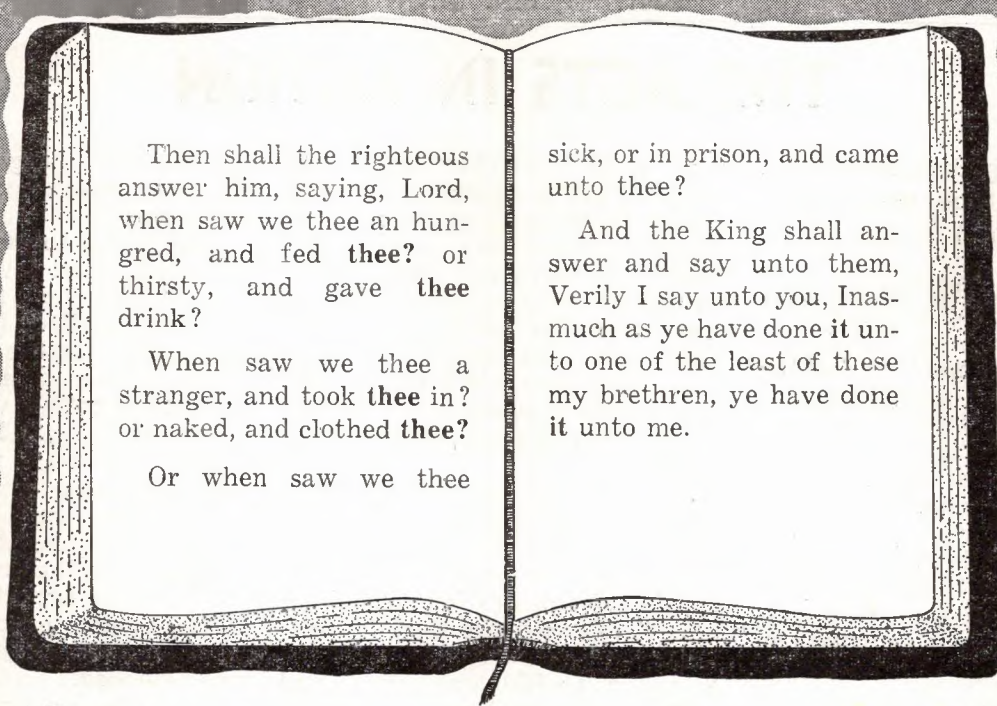 Then shall the righteous
answer him, saying, Lord,
when saw we thee an hun-
gred, and fed thee? or
thirsty, and gave thee
drink?
When saw we thee a
stranger, and took thee in?
or naked, and clothed thee?
Or when saw we thee
sick, or in prison, and came
unto thee?
And the King shall an-
swer and say unto them,
Verily I say unto you, Inas-
much as ye have done it un-
to one of the least of these
my brethren, ye have done
it unto me.